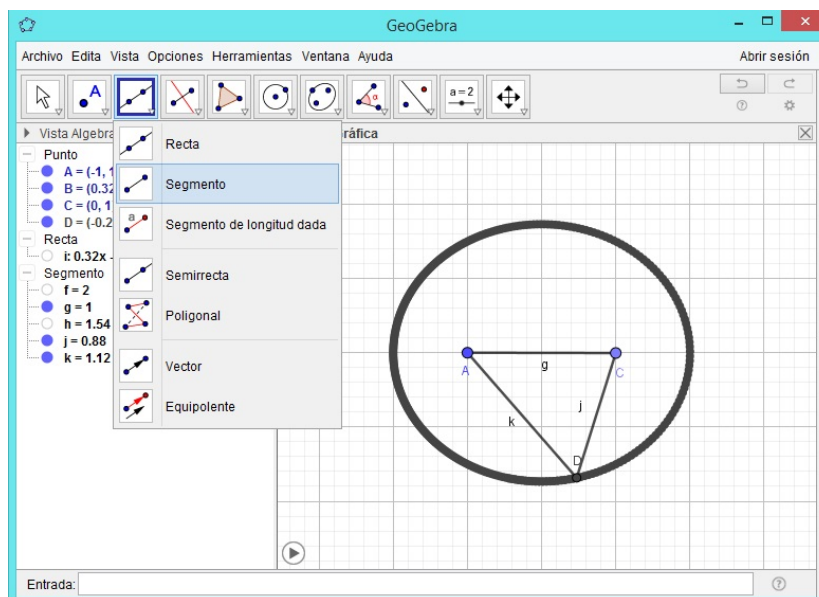 GeoGebra
Archivo Edita Vista Opciones Herramientas Ventana Ayuda
Abrir sesión
A
α
a = 2
Vista Algebra
ráfica
Punto
A = (-1, 1
B = (0.32
C = (0, 1
D = (-0.2
Recta
i: 0.32x -
Segmento
f = 2
g = 1
h = 1.54
j = 0.88
k = 1.12
Recta
Segmento
a
Segmento de longitud dada
Semirrecta
Poligonal
Vector
Equipolente
A
g
C
j
k
D
Entrada: